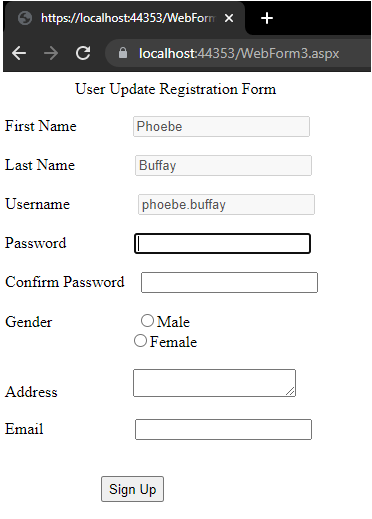 https://localhost:44353/WebForm
https://localhost:44353/WebForm3.aspx
User Update Registration Form
First Name Phoebe
Last Name Buffay
Username phoebe.buffay
Password
Confirm Password
Gender Male
Female
Address
Email
Sign Up